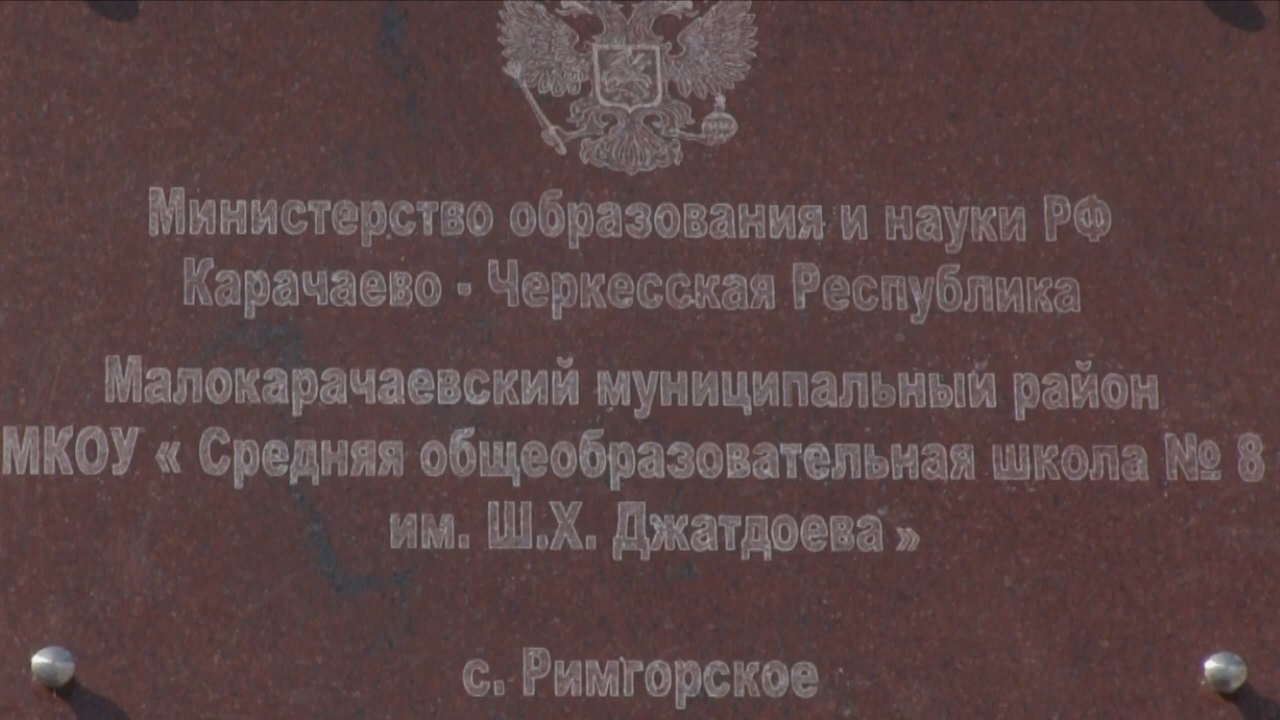 Министерство образования и науки РФ
Карачаево - Черкесская Республика
Малокарачаевский муниципальный район
МКОУ « Средняя общеобразовательная школа № 8
им. Ш.Х. Джатдоева »
с. Римгорское